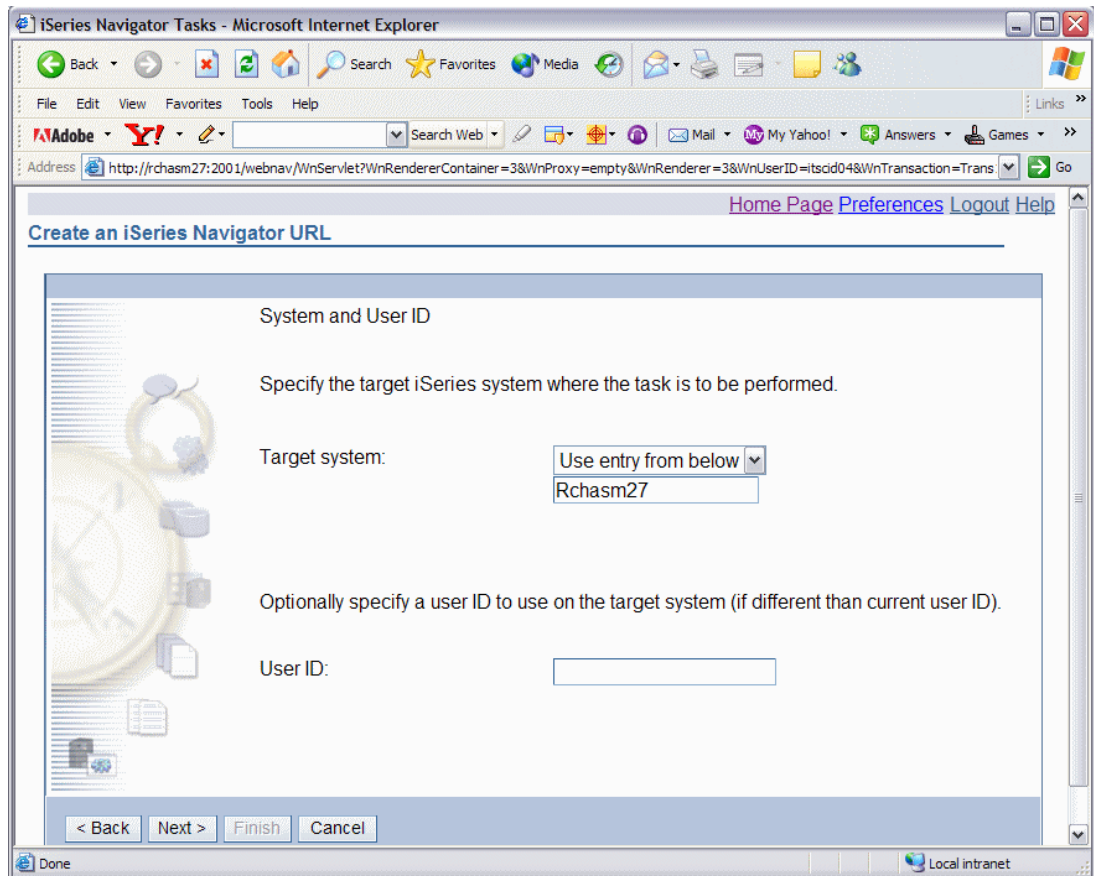 iSeries Navigator Tasks - Microsoft Internet Explorer
Back Search Favorites Media
File Edit View Favorites Tools Help Links »
Adobe Y! Search Web Mail My My Yahoo! Answers Games »
Address http://rchasm27:2001/webnav/WnServlet?WnRendererContainer=3&WnProxy=empty&WnRenderer=3&WnUserID=itscid04&WnTransaction=Trans Go
Home Page Preferences Logout Help
Create an iSeries Navigator URL
System and User ID
Specify the target iSeries system where the task is to be performed.
Target system: Use entry from below
Rchasm27
Optionally specify a user ID to use on the target system (if different than current user ID).
User ID:
< Back Next > Finish Cancel
Done Local intranet